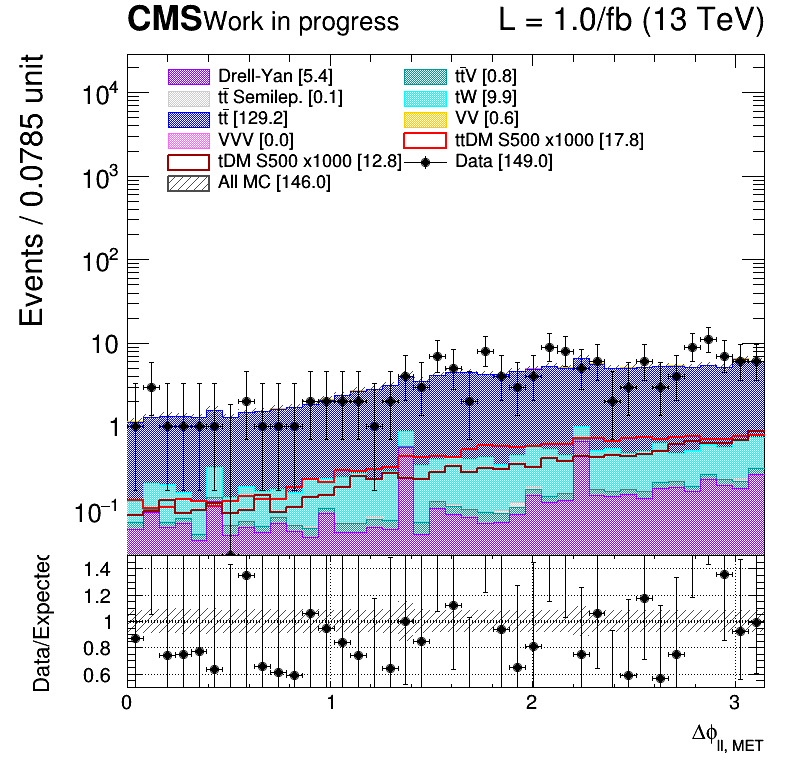 CMS Work in progress L = 1.0/fb (13 TeV)
Events / 0.0785 unit
Drell-Yan [5.4] tt̄V [0.8]
tt̄ Semilep. [0.1] tW [9.9]
tt̄ [129.2] VV [0.6]
VVV [0.0] ttDM S500 x1000 [17.8]
tDM S500 x1000 [12.8] Data [149.0]
All MC [146.0]
10⁴
10³
10²
10
1
10⁻¹
Data/Expected
1.4
1.2
1
0.8
0.6
0 1 2 3
Δϕll, MET